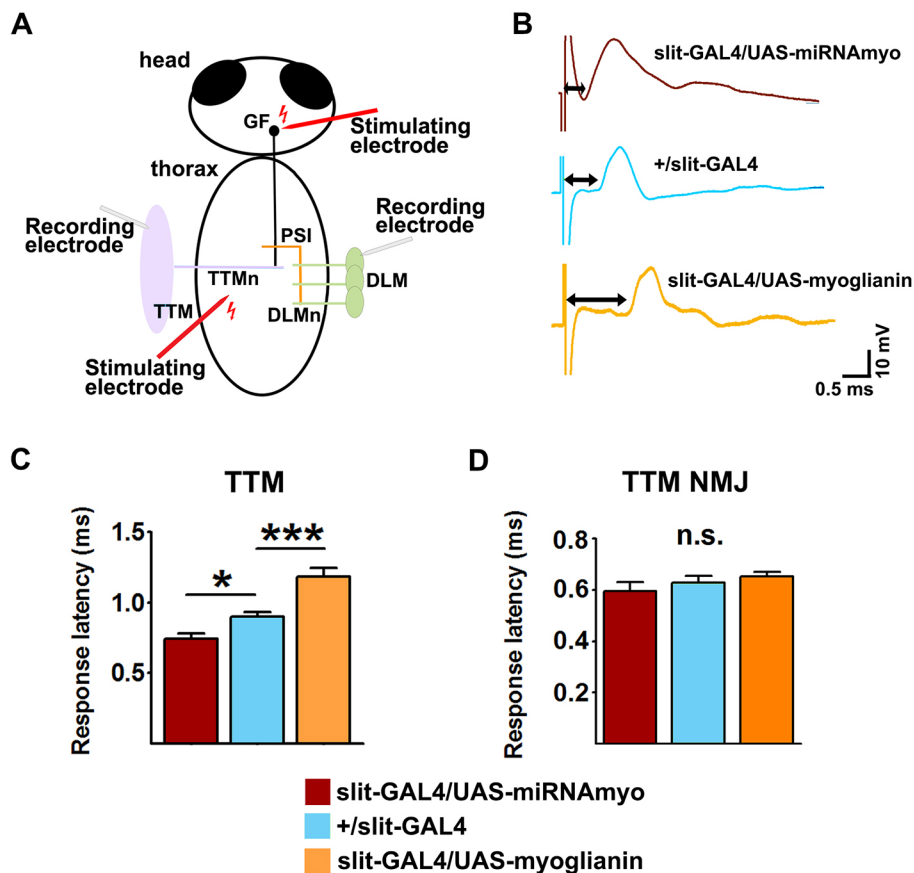 A
head
GF
Stimulating
electrode
thorax
Recording
electrode
Recording
electrode
PSI
TTMn
DLM
TTM
DLMn
Stimulating
electrode
B
slit-GAL4/UAS-miRNAmyo
+/slit-GAL4
slit-GAL4/UAS-myoglianin
10 mV
0.5 ms
C
TTM
Response latency (ms)
1.5
1.0
0.5
*
***
D
TTM NMJ
Response latency (ms)
0.8
0.6
0.4
0.2
n.s.
slit-GAL4/UAS-miRNAmyo
+/slit-GAL4
slit-GAL4/UAS-myoglianin